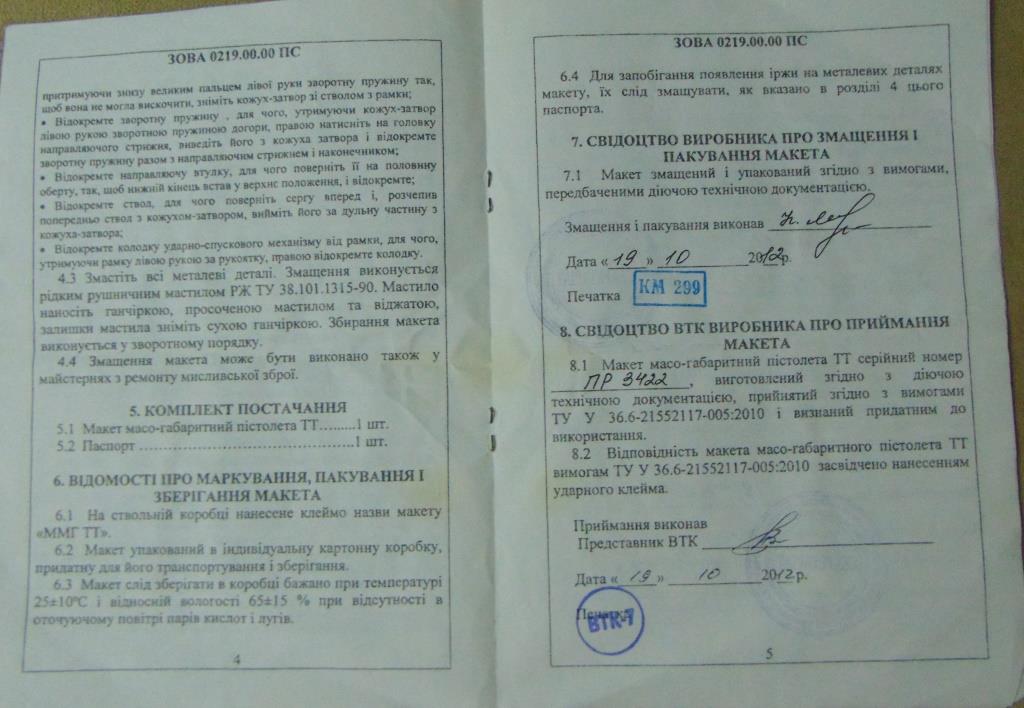 ЗОВА 0219.00.00 ПС
притримуючи знизу великим пальцем лівої руки зворотну пружину так,
щоб вона не могла вискочити, зніміть кожух-затвор зі стволом з рамки;
• Відокремте зворотну пружину , для чого, утримуючи кожух-затвор
лівою рукою зворотною пружиною догори, правою натисніть на головку
направляючого стрижня, виведіть його з кожуха затвора і відокремте
зворотну пружину разом з направляючим стрижнем і наконечником;
• Відокремте направляючу втулку, для чого поверніть її на половину
оберту, так, щоб нижній кінець встав у верхнє положення, і відокремте;
• Відокремте ствол, для чого поверніть сергу вперед і, розчепив
попередньо ствол з кожухом-затвором, вийміть його за дульну частину з
кожуха-затвора;
• Відокремте колодку ударно-спускового механізму від рамки, для чого,
утримуючи рамку лівою рукою за рукоятку, правою відокремте колодку.
4.3 Змастіть всі металеві деталі. Змащення виконується
рідким рушничним мастилом РЖ ТУ 38.101.1315-90. Мастило
наносіть ганчіркою, просоченою мастилом та віджатою,
залишки мастила зніміть сухою ганчіркою. Збирання макета
виконується у зворотному порядку.
4.4 Змащення макета може бути виконано також у
майстернях з ремонту мисливської зброї.
5. КОМПЛЕКТ ПОСТАЧАННЯ
5.1 Макет масо-габаритний пістолета ТТ.........1 шт.
5.2 Паспорт ..........................................1 шт.
6. ВІДОМОСТІ ПРО МАРКУВАННЯ, ПАКУВАННЯ І
ЗБЕРІГАННЯ МАКЕТА
6.1 На ствольній коробці нанесене клеймо назви макету
«ММГ ТТ».
6.2 Макет упакований в індивідуальну картонну коробку,
придатну для його транспортування і зберігання.
6.3 Макет слід зберігати в коробці бажано при температурі
25±10ºС і відносній вологості 65±15 % при відсутності в
оточуючому повітрі парів кислот і лугів.
4
ЗОВА 0219.00.00 ПС
6.4 Для запобігання появлення іржи на металевих деталях
макету, їх слід змащувати, як вказано в розділі 4 цього
паспорта.
7. СВІДОЦТВО ВИРОБНИКА ПРО ЗМАЩЕННЯ І
ПАКУВАННЯ МАКЕТА
7.1 Макет змащений і упакований згідно з вимогами,
передбаченими діючою технічною документацією.
Змащення і пакування виконав
Дата « 19 » 10 2012р.
Печатка КМ 299
8. СВІДОЦТВО ВТК ВИРОБНИКА ПРО ПРИЙМАННЯ
МАКЕТА
8.1 Макет масо-габаритний пістолета ТТ серійний номер
ПР 3422, виготовлений згідно з діючою
технічною документацією, прийнятий згідно з вимогами
ТУ У 36.6-21552117-005:2010 і визнаний придатним до
використання.
8.2 Відповідність макета масо-габаритного пістолета ТТ
вимогам ТУ У 36.6-21552117-005:2010 засвідчено нанесенням
ударного клейма.
Приймання виконав
Представник ВТК
Дата « 19 » 10 2012р.
Печатка
ВТК-7
5